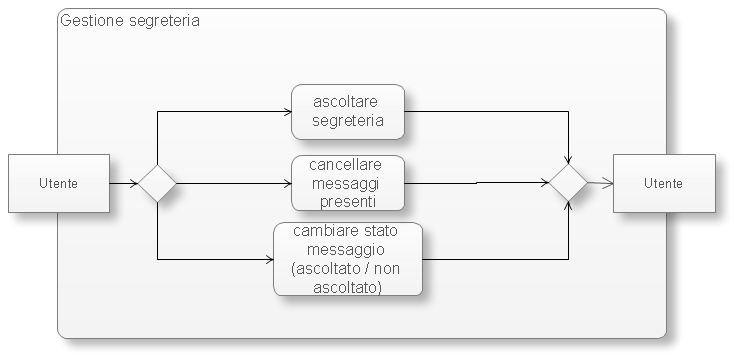 Gestione segreteria
ascoltare
segreteria
Utente
cancellare
messaggi
presenti
Utente
cambiare stato
messaggio
(ascoltato / non
ascoltato)